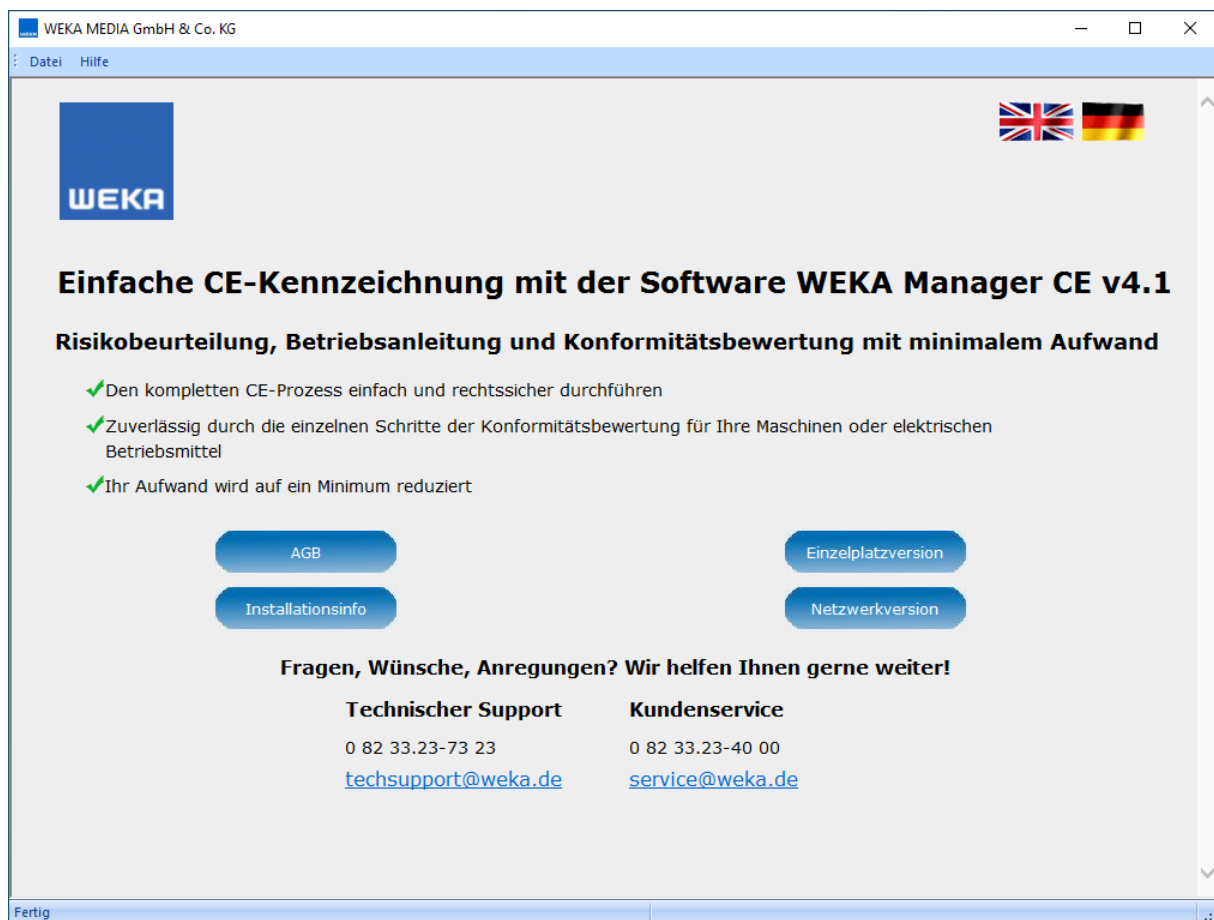 WEKA MEDIA GmbH & Co. KG
Datei Hilfe
WEKA
Einfache CE-Kennzeichnung mit der Software WEKA Manager CE v4.1
Risikobeurteilung, Betriebsanleitung und Konformitätsbewertung mit minimalem Aufwand
Den kompletten CE-Prozess einfach und rechtssicher durchführen
Zuverlässig durch die einzelnen Schritte der Konformitätsbewertung für Ihre Maschinen oder elektrischen
Betriebsmittel
Ihr Aufwand wird auf ein Minimum reduziert
AGB Einzelplatzversion
Installationsinfo Netzwerkversion
Fragen, Wünsche, Anregungen? Wir helfen Ihnen gerne weiter!
Technischer Support Kundenservice
0 82 33.23-73 23 0 82 33.23-40 00
techsupport@weka.de service@weka.de
Fertig